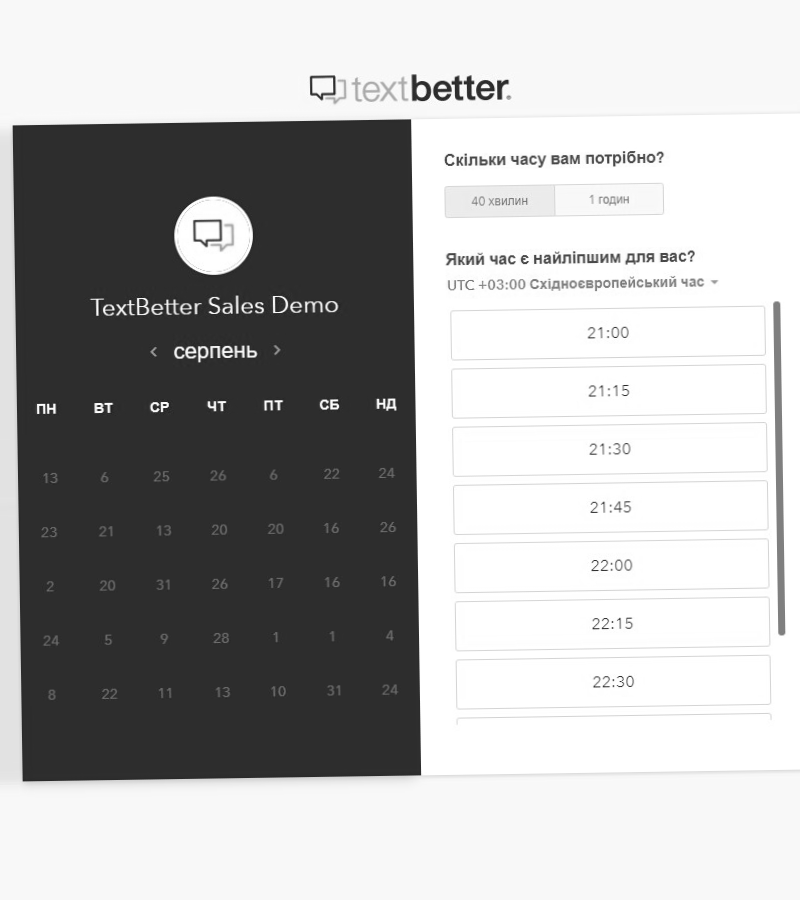 textbetter.
TextBetter Sales Demo
серпень
ПН ВТ СР ЧТ ПТ СБ НД
13 6 25 26 6 22 24
23 21 13 20 20 16 26
2 20 31 26 17 16 16
24 5 9 28 1 1 4
8 22 11 13 10 31 24
Скільки часу вам потрібно?
40 хвилин 1 годин
Який час є найліпшим для вас?
UTC +03:00 Східноєвропейський час
21:00
21:15
21:30
21:45
22:00
22:15
22:30